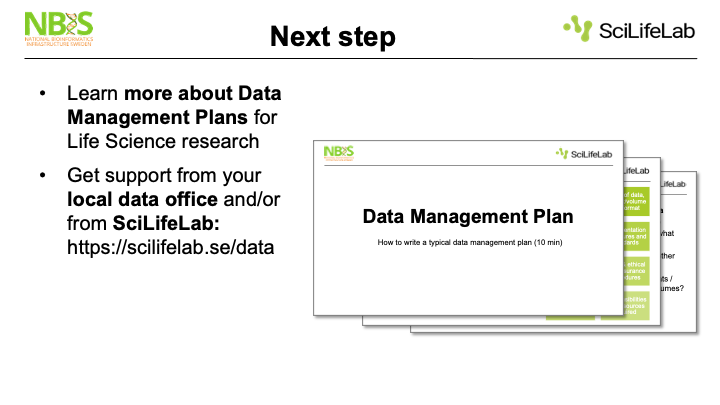 NBIS
NATIONAL BIOINFORMATICS
INFRASTRUCTURE SWEDEN
Next step
SciLifeLab
• Learn more about Data
Management Plans for
Life Science research
• Get support from your
local data office and/or
from SciLifeLab:
https://scilifelab.se/data
NBIS
SciLifeLab
Data Management Plan
How to write a typical data management plan (10 min)